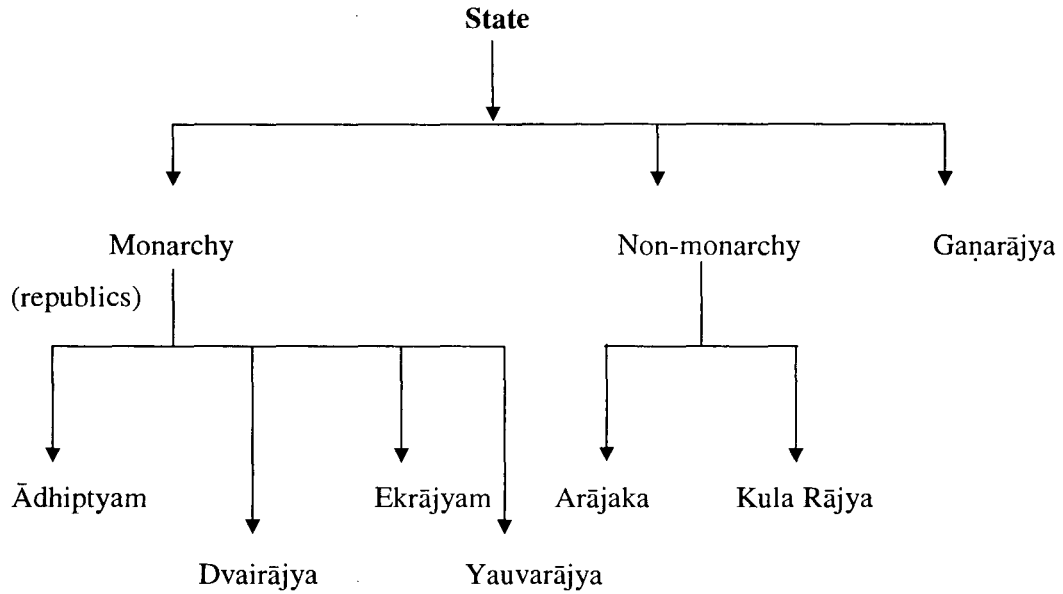 State
Monarchy Non-monarchy Gaṇarājya
(republics)
Ādhiptyam Ekrājyam Arājaka Kula Rājya
Dvairājya Yauvarājya